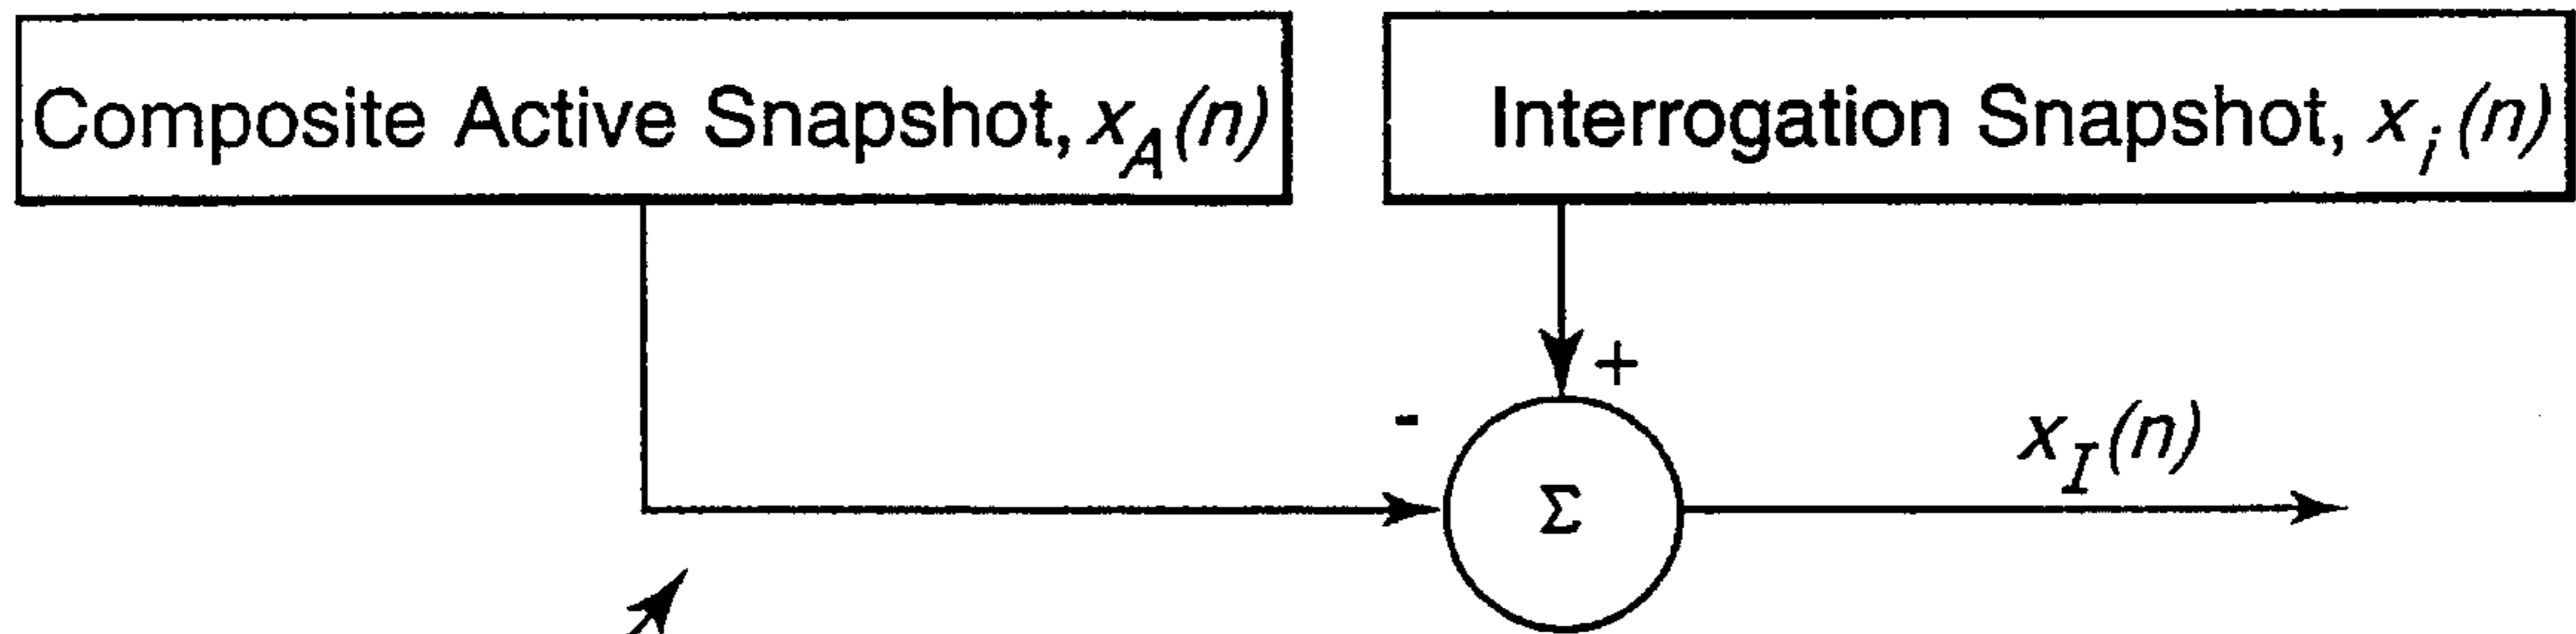 Composite Active Snapshot, x_A(n)
Interrogation Snapshot, x_i(n)
+
-
Σ
x_I(n)